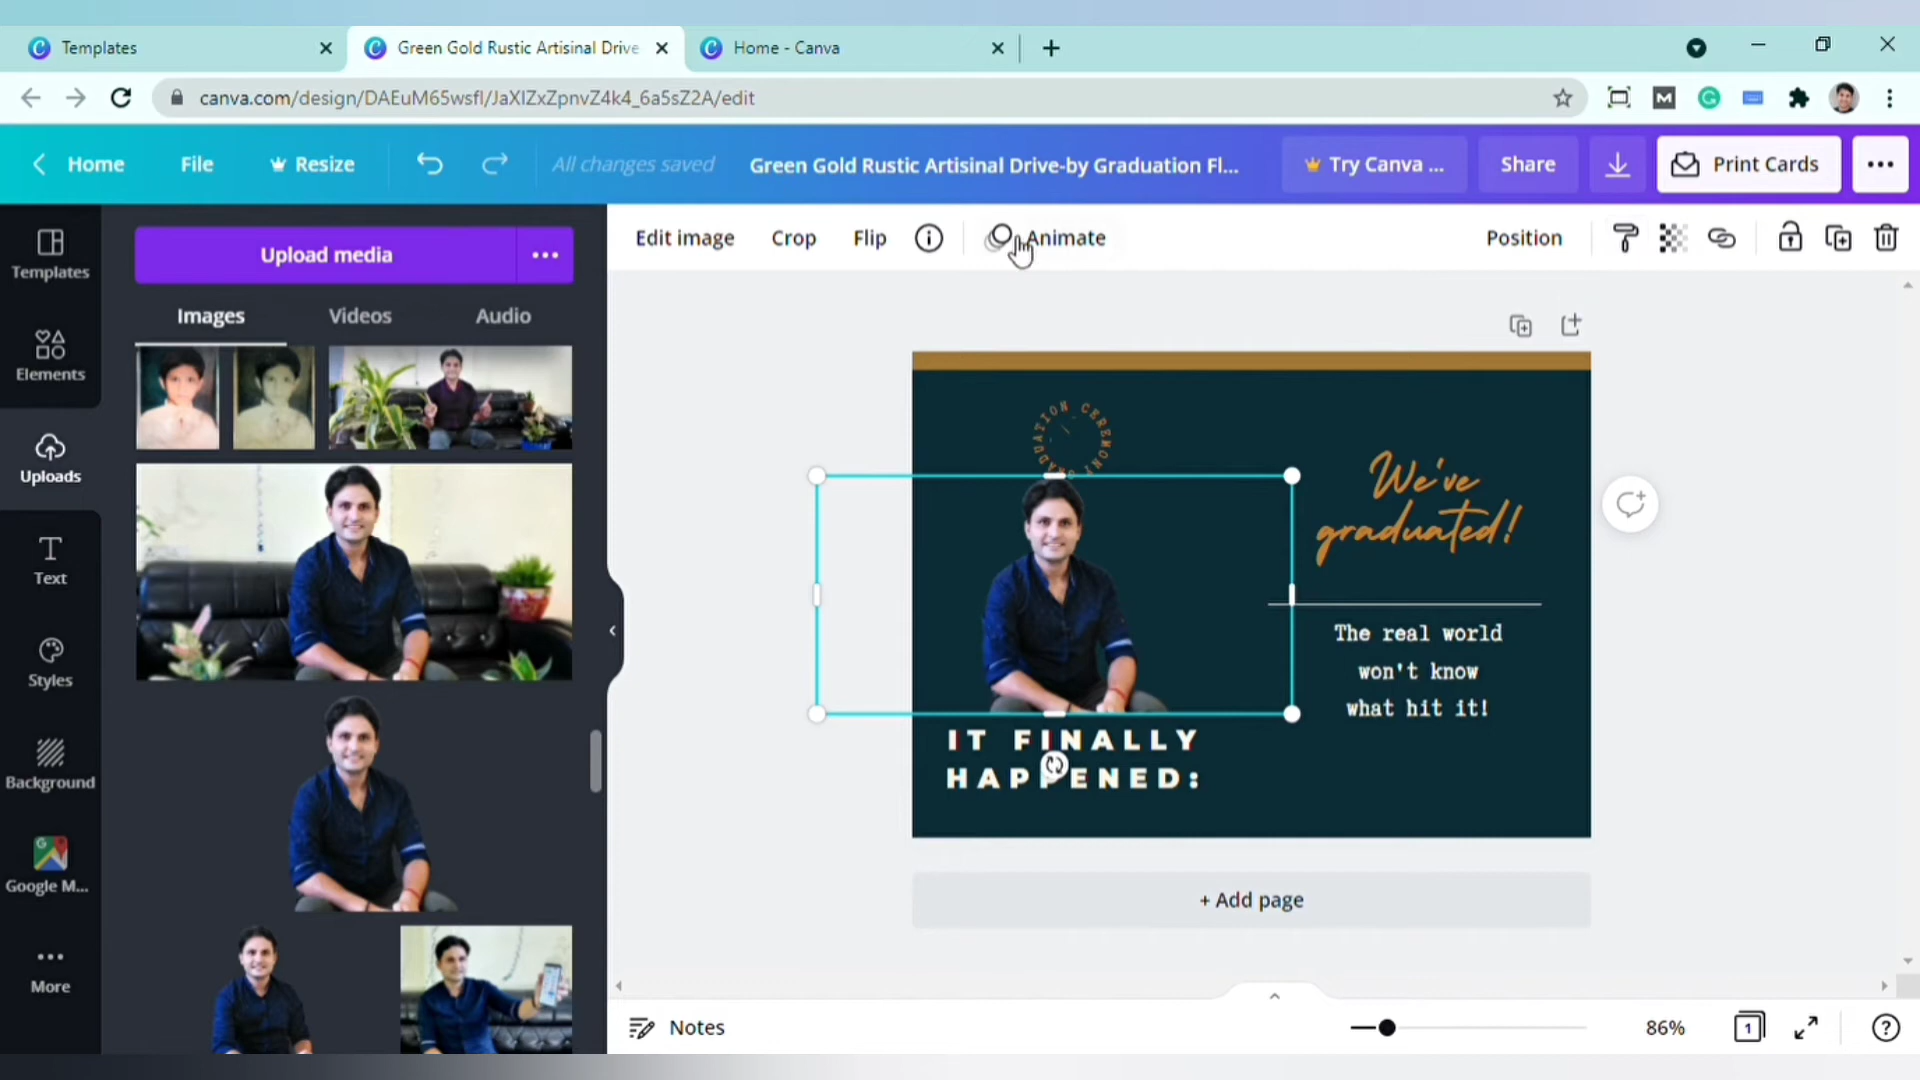 Templates
Green Gold Rustic Artisinal Drive
Home - Canva
canva.com/design/DAEuM65wsfI/JaXIZxZpnvZ4k4_6a5sZ2A/edit
Home
File
Resize
All changes saved
Green Gold Rustic Artisinal Drive-by Graduation Fl...
Try Canva ...
Share
Print Cards
Templates
Elements
Uploads
Text
Styles
Background
Google M...
More
Upload media
Images
Videos
Audio
Edit image
Crop
Flip
Animate
Position
GRADUATION CEREMONY
We've
graduated!
The real world
won't know
what hit it!
IT FINALLY
HAPPENED:
+ Add page
Notes
86%
1